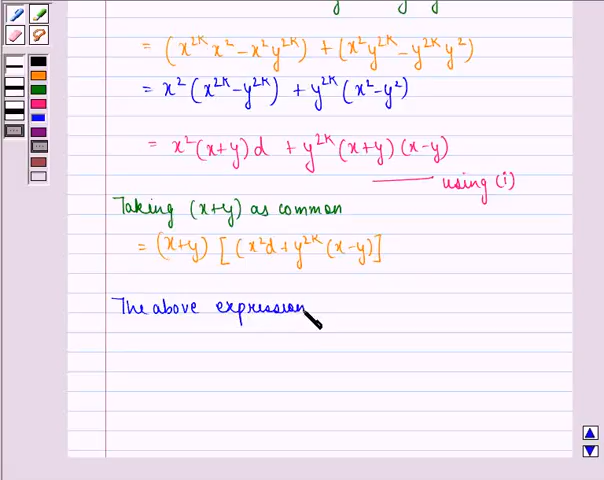 = (x^{2K} x^2 - x^2 y^{2K}) + (x^2 y^{2K} - y^{2K} y^2)
= x^2 (x^{2K} - y^{2K}) + y^{2K} (x^2 - y^2)
= x^2 (x+y) d + y^{2K} (x+y) (x-y)
——— using (i)
Taking (x+y) as common
= (x+y) [(x^2 d + y^{2K} (x-y)]
The above expression